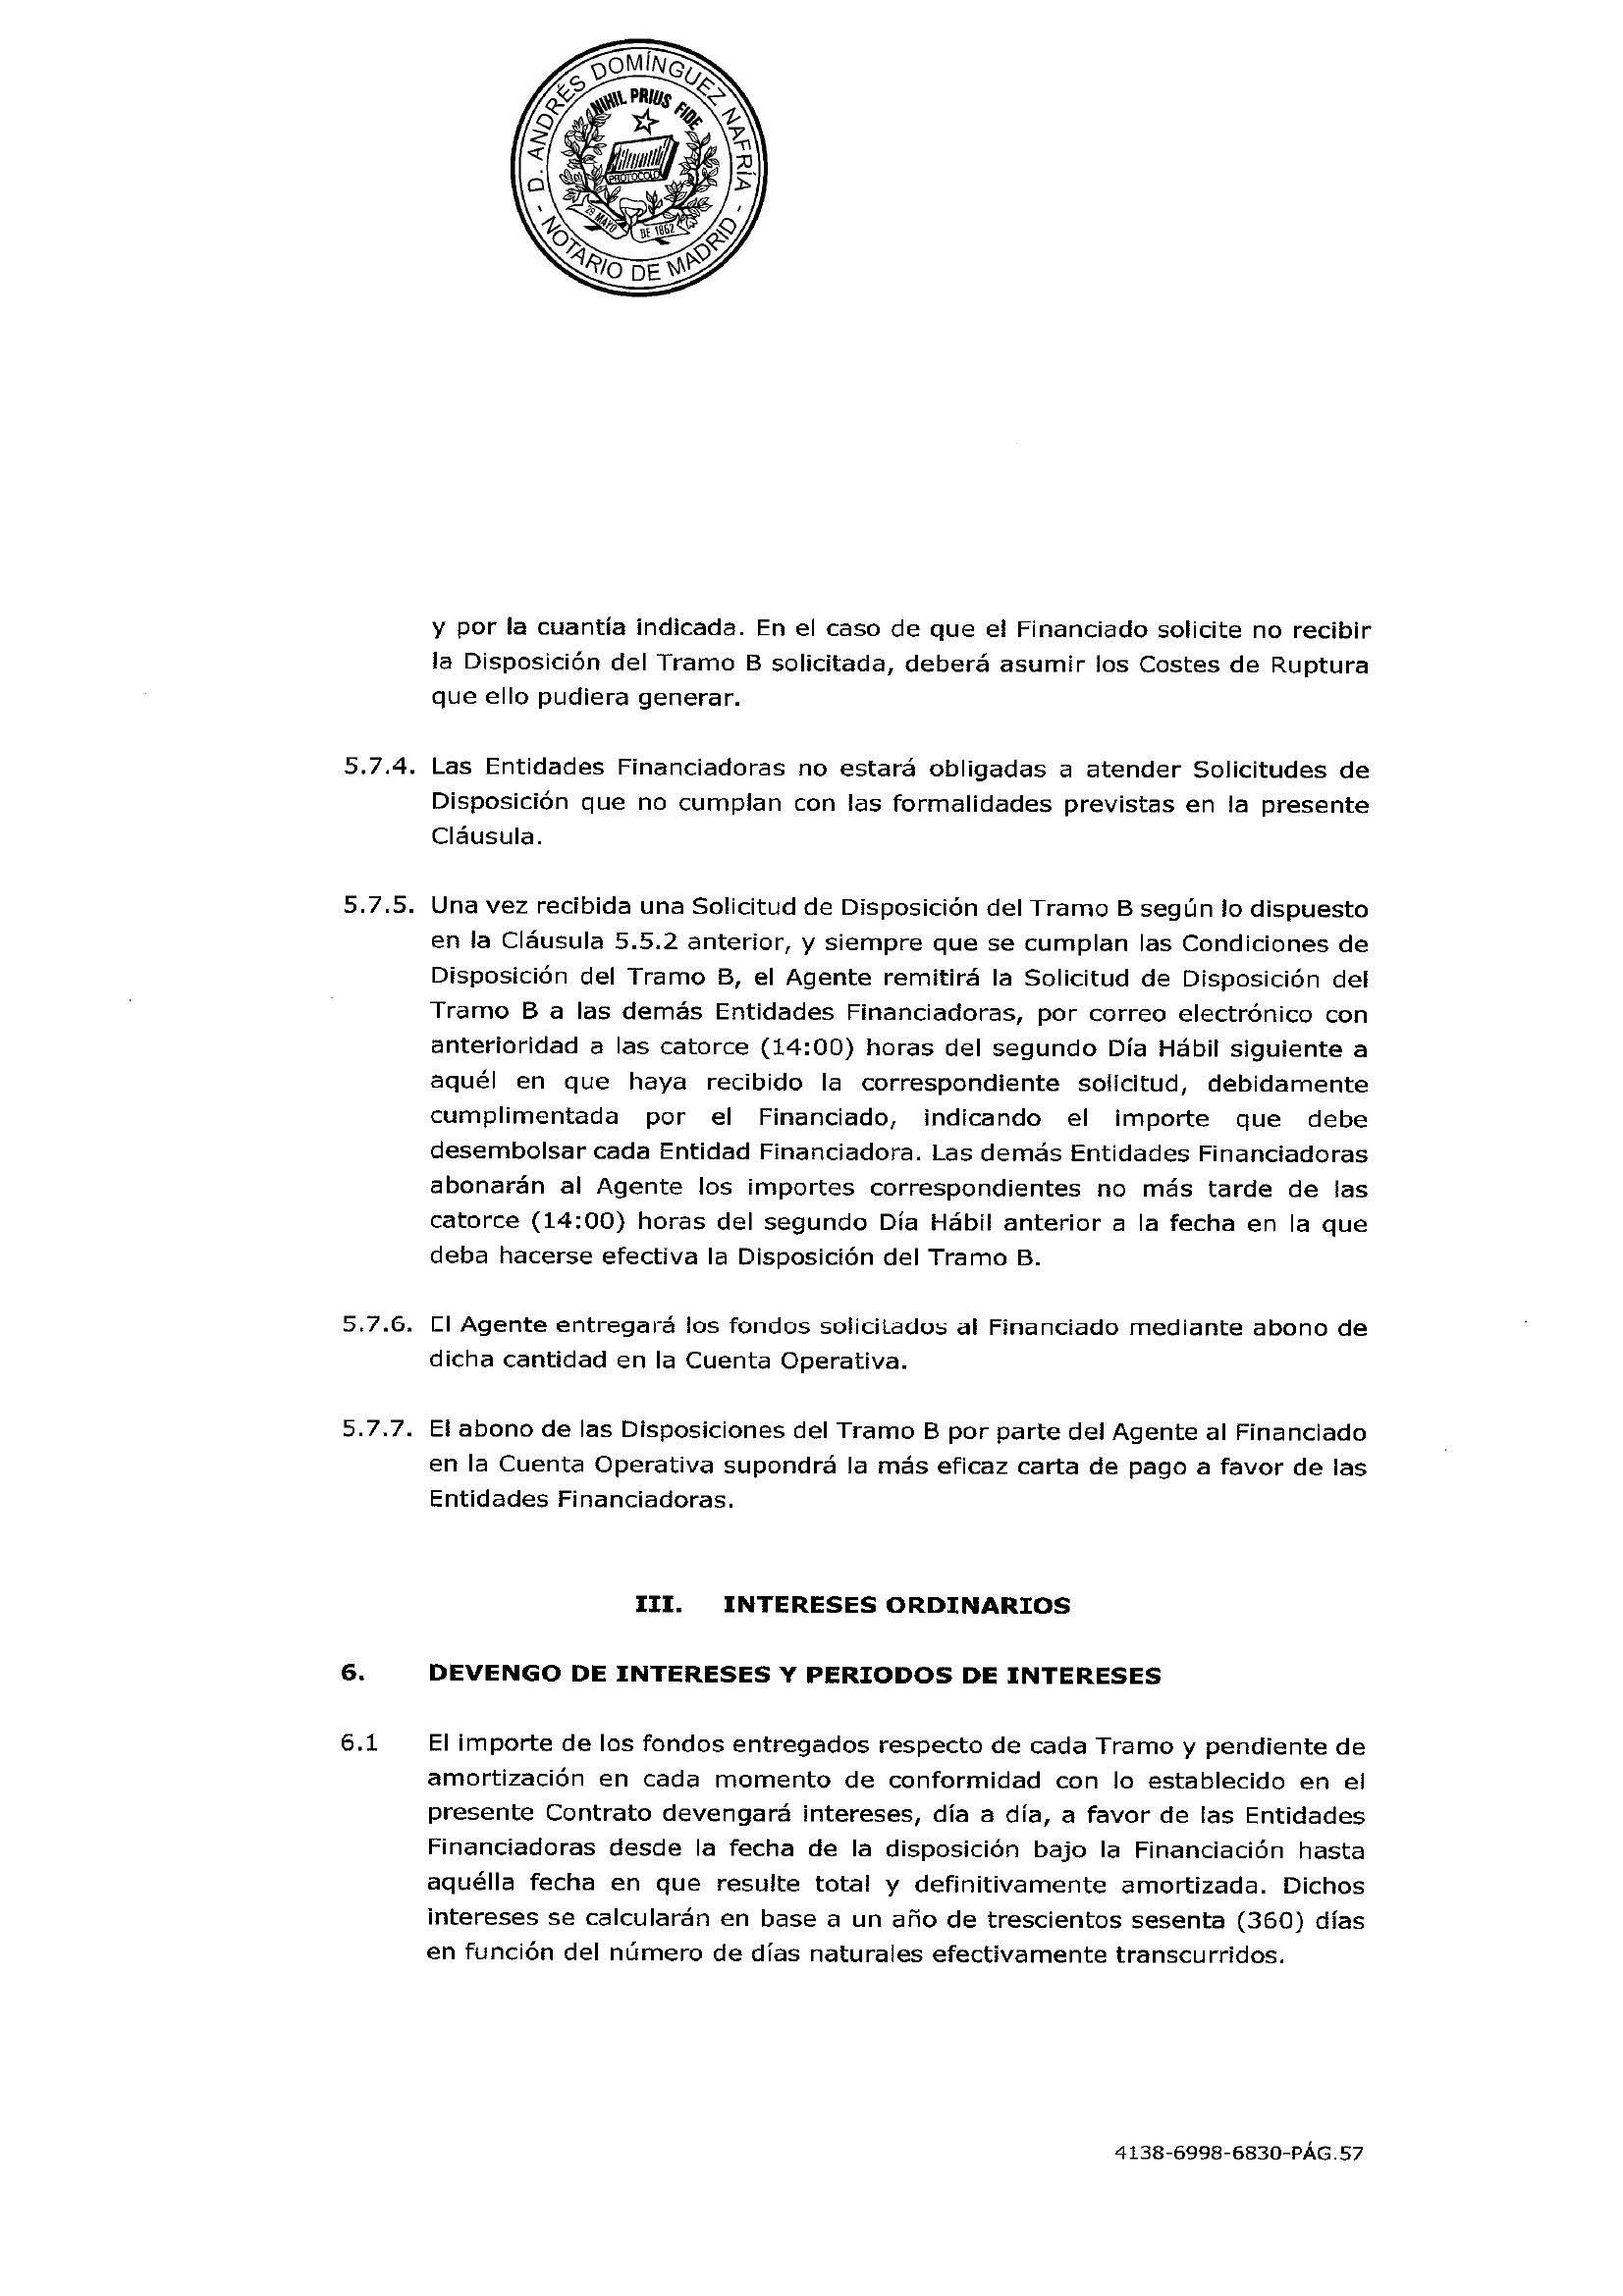 D. ANDRÉS DOMÍNGUEZ NAFRÍA
NIHIL PRIUS FIDE
PROTOCOLO
29 MAYO DE 1862
- NOTARIO DE MADRID -
y por la cuantía indicada. En el caso de que el Financiado solicite no recibir
la Disposición del Tramo B solicitada, deberá asumir los Costes de Ruptura
que ello pudiera generar.
5.7.4. Las Entidades Financiadoras no estará obligadas a atender Solicitudes de
Disposición que no cumplan con las formalidades previstas en la presente
Cláusula.
5.7.5. Una vez recibida una Solicitud de Disposición del Tramo B según lo dispuesto
en la Cláusula 5.5.2 anterior, y siempre que se cumplan las Condiciones de
Disposición del Tramo B, el Agente remitirá la Solicitud de Disposición del
Tramo B a las demás Entidades Financiadoras, por correo electrónico con
anterioridad a las catorce (14:00) horas del segundo Día Hábil siguiente a
aquél en que haya recibido la correspondiente solicitud, debidamente
cumplimentada por el Financiado, indicando el importe que debe
desembolsar cada Entidad Financiadora. Las demás Entidades Financiadoras
abonarán al Agente los importes correspondientes no más tarde de las
catorce (14:00) horas del segundo Día Hábil anterior a la fecha en la que
deba hacerse efectiva la Disposición del Tramo B.
5.7.6. El Agente entregará los fondos solicitados al Financiado mediante abono de
dicha cantidad en la Cuenta Operativa.
5.7.7. El abono de las Disposiciones del Tramo B por parte del Agente al Financiado
en la Cuenta Operativa supondrá la más eficaz carta de pago a favor de las
Entidades Financiadoras.
III. INTERESES ORDINARIOS
6. DEVENGO DE INTERESES Y PERIODOS DE INTERESES
6.1 El importe de los fondos entregados respecto de cada Tramo y pendiente de
amortización en cada momento de conformidad con lo establecido en el
presente Contrato devengará intereses, día a día, a favor de las Entidades
Financiadoras desde la fecha de la disposición bajo la Financiación hasta
aquélla fecha en que resulte total y definitivamente amortizada. Dichos
intereses se calcularán en base a un año de trescientos sesenta (360) días
en función del número de días naturales efectivamente transcurridos.
4138-6998-6830-PÁG.57